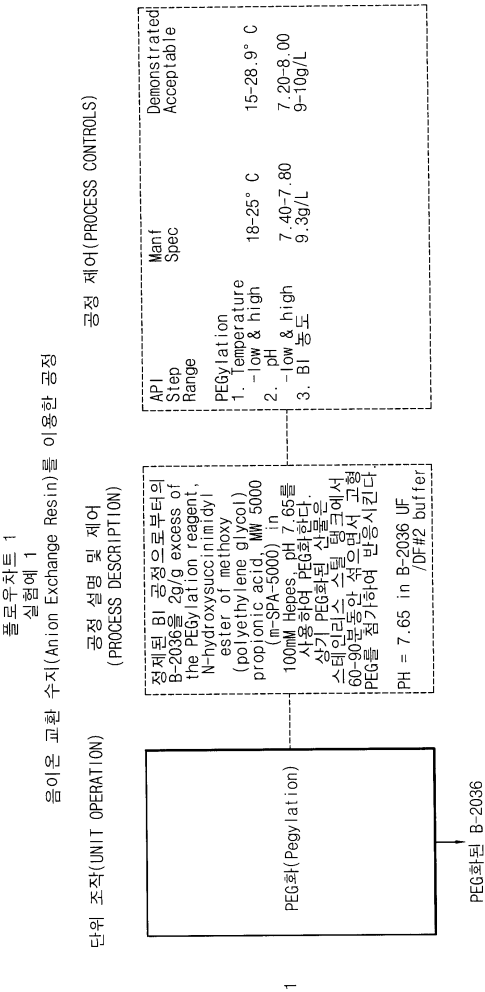 플로우차트 1
실험예 1
음이온 교환 수지(Anion Exchange Resin)를 이용한 공정
단위 조작(UNIT OPERATION)
공정 설명 및 제어
(PROCESS DESCRIPTION)
공정 제어(PROCESS CONTROLS)
1
PEG화(Pegylation)
PEG화된 B-2036
정제된 BI 공정으로부터의
B-2036을 2g/g excess of
the PEGylation reagent,
N-hydroxysuccinimidyl
ester of methoxy
(polyethylene glycol)
propionic acid, MW 5000
(m-SPA-5000) in
100mM Hepes, pH 7.65를
사용하여 PEG화한다.
상기 PEG화된 산물은
스테인리스 스틸 탱크에서
60-90분동안 섞으면서 고형
PEG를 첨가하여 반응시킨다
PH = 7.65 in B-2036 UF
/DF#2 buffer
API Manf Demonstrated
Step Spec Acceptable
Range
PEGylation
1. Temperature
-low & high 18-25° C 15-28.9° C
2. pH
-low & high 7.40-7.80 7.20-8.00
3. BI 농도 9.3g/L 9-10g/L